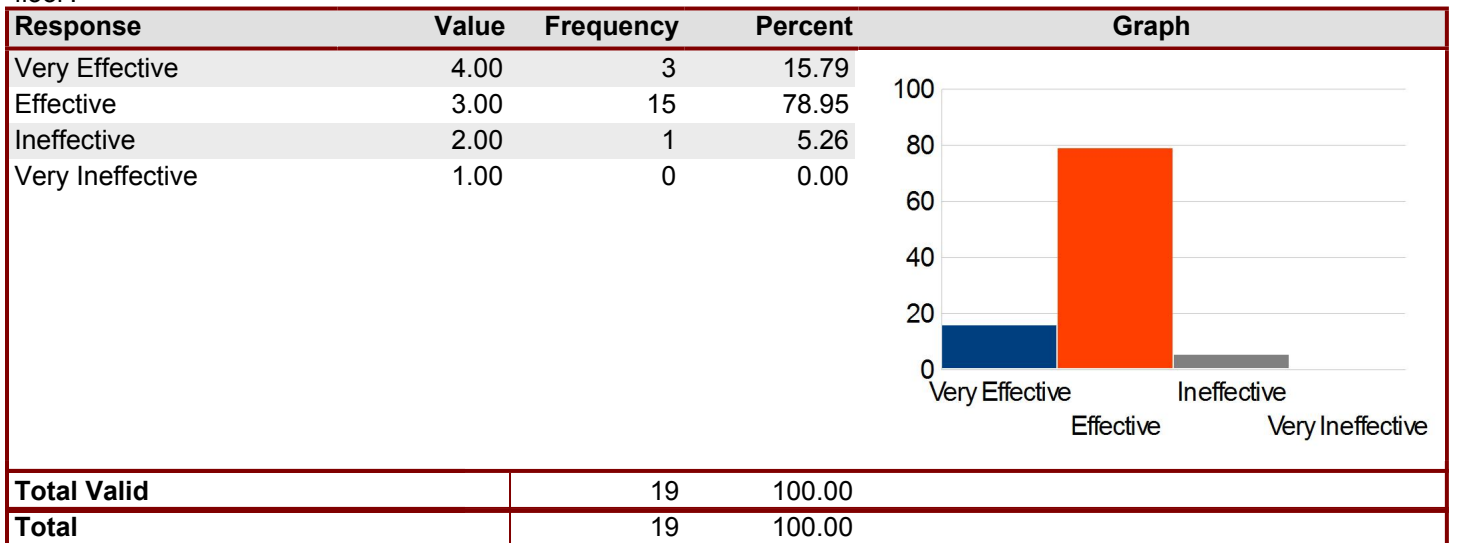 Response Value Frequency Percent Graph
Very Effective 4.00 3 15.79
Effective 3.00 15 78.95
Ineffective 2.00 1 5.26
Very Ineffective 1.00 0 0.00
100
80
60
40
20
0
Very Effective Ineffective
Effective Very Ineffective
Total Valid 19 100.00
Total 19 100.00